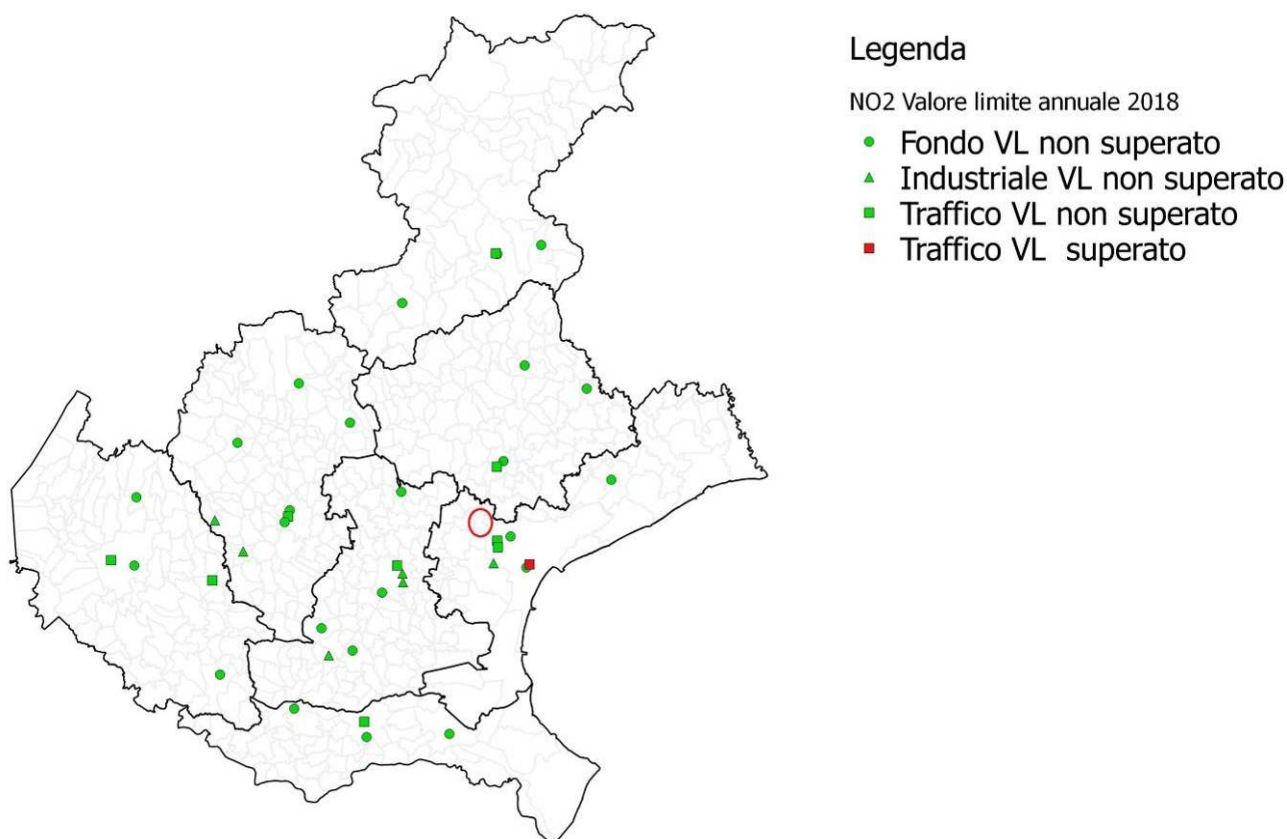 Legenda
NO2 Valore limite annuale 2018
Fondo VL non superato
Industriale VL non superato
Traffico VL non superato
Traffico VL superato